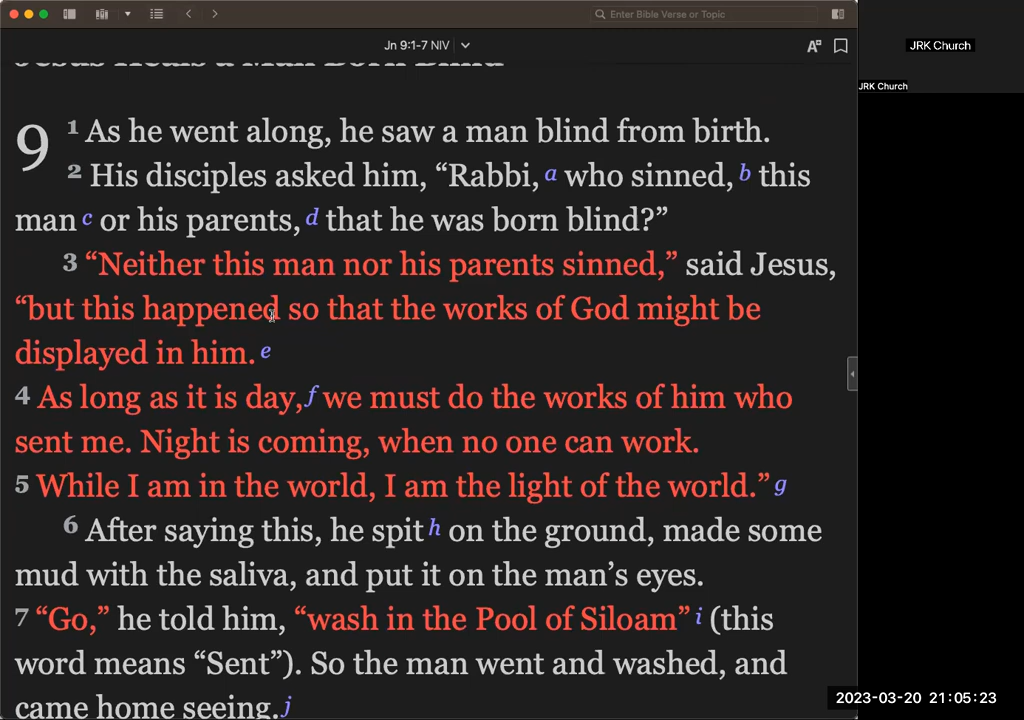 Enter Bible Verse or Topic
Jn 9:1-7 NIV
JRK Church
JRK Church
Jesus Heals a Man Born Blind
9 1 As he went along, he saw a man blind from birth.
2 His disciples asked him, “Rabbi, a who sinned, b this
man c or his parents, d that he was born blind?”
3 “Neither this man nor his parents sinned,” said Jesus,
“but this happened so that the works of God might be
displayed in him. e
4 As long as it is day, f we must do the works of him who
sent me. Night is coming, when no one can work.
5 While I am in the world, I am the light of the world.” g
6 After saying this, he spit h on the ground, made some
mud with the saliva, and put it on the man’s eyes.
7 “Go,” he told him, “wash in the Pool of Siloam” i (this
word means “Sent”). So the man went and washed, and
came home seeing. j
2023-03-20 21:05:23